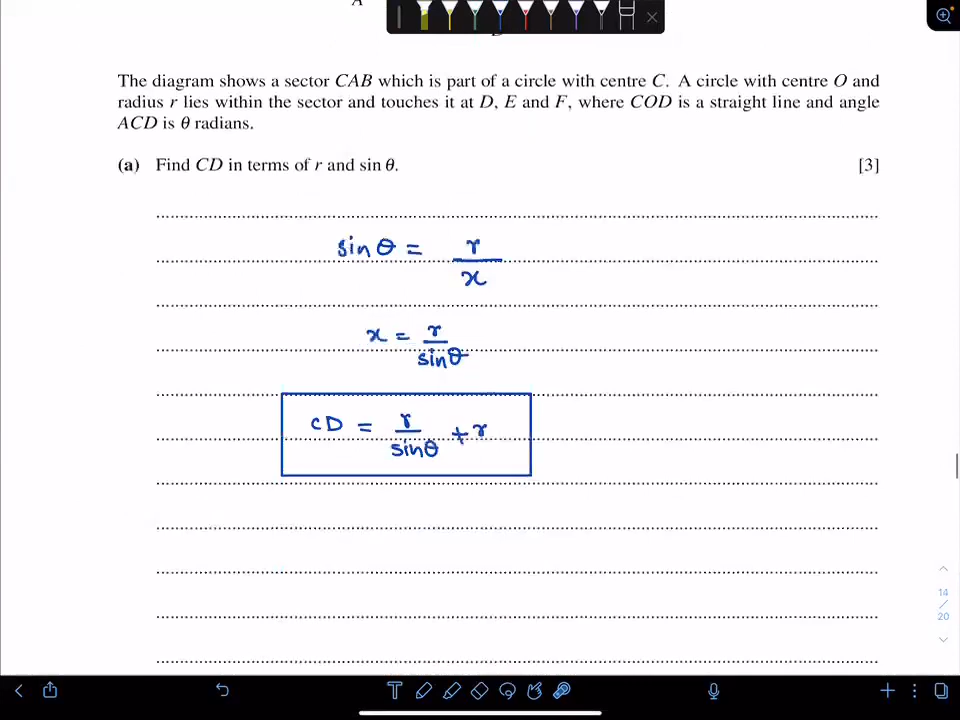 A
The diagram shows a sector CAB which is part of a circle with centre C. A circle with centre O and
radius r lies within the sector and touches it at D, E and F, where COD is a straight line and angle
ACD is θ radians.
(a) Find CD in terms of r and sin θ. [3]
sin θ = r / x
x = r / sin θ
CD = r / sin θ + r
14
/
20